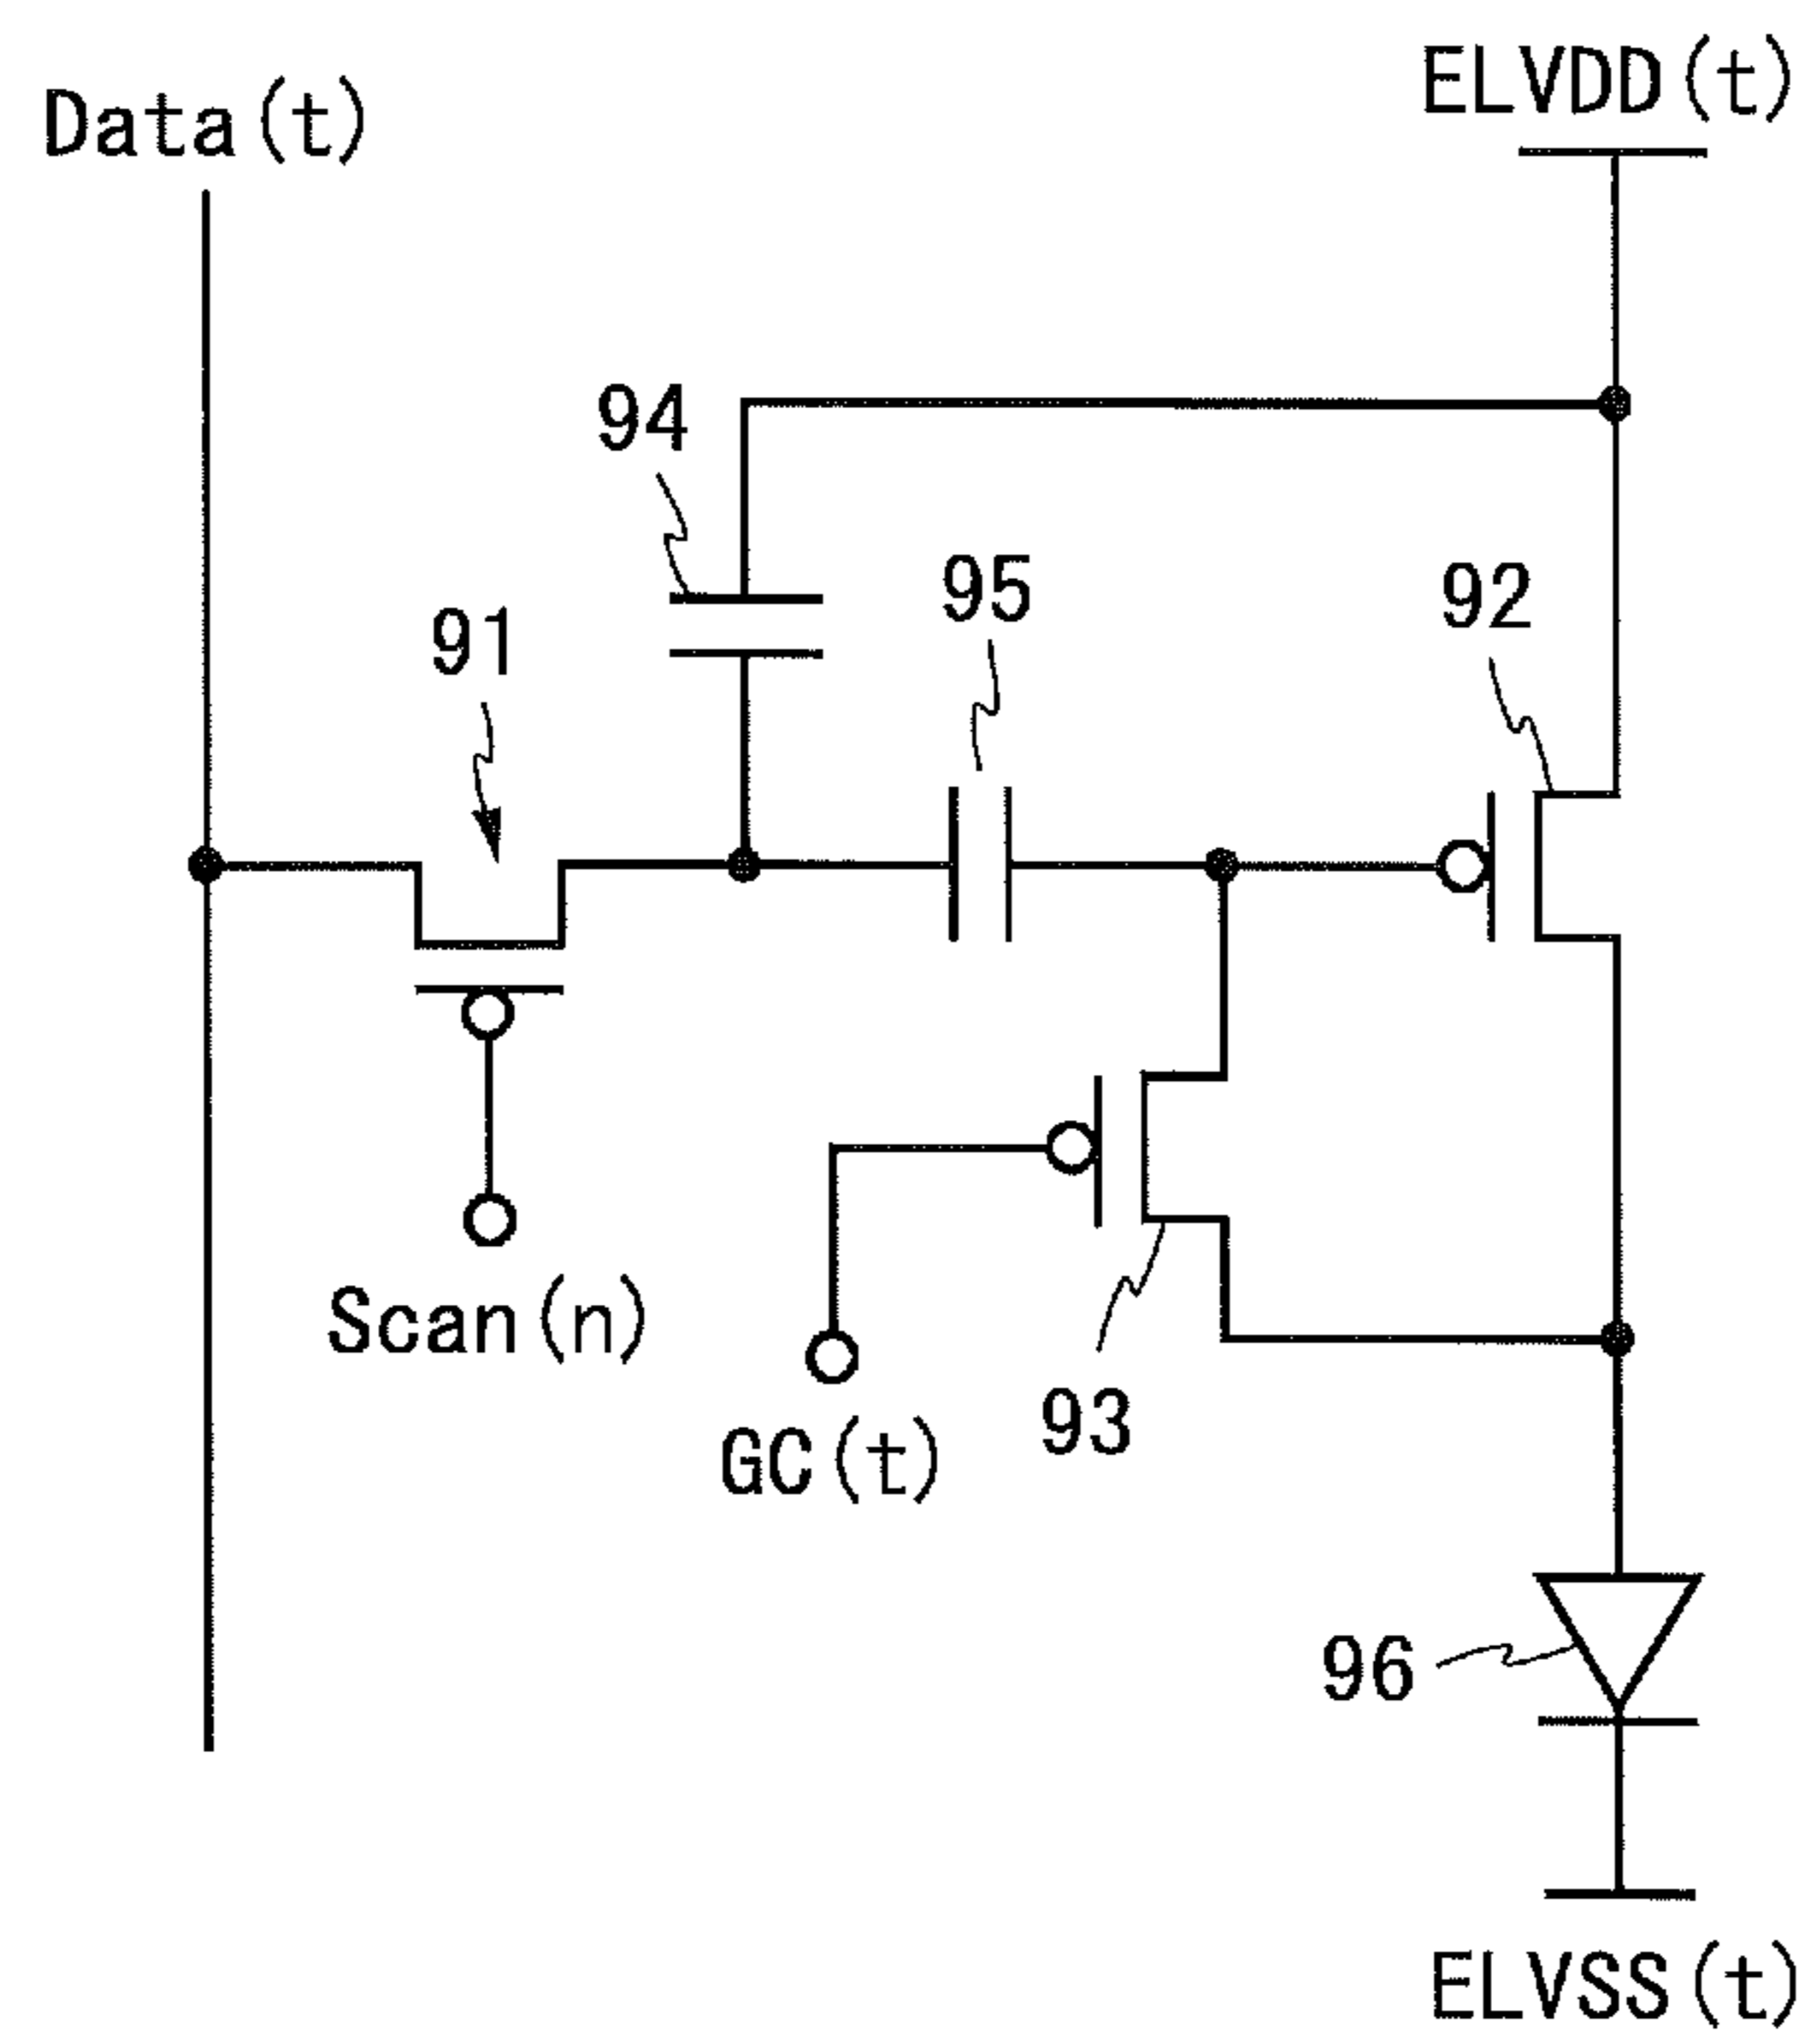 ELVDD(t)
Data(t)
94
95
92
91
Scan(n)
93
GC(t)
96
ELVSS(t)